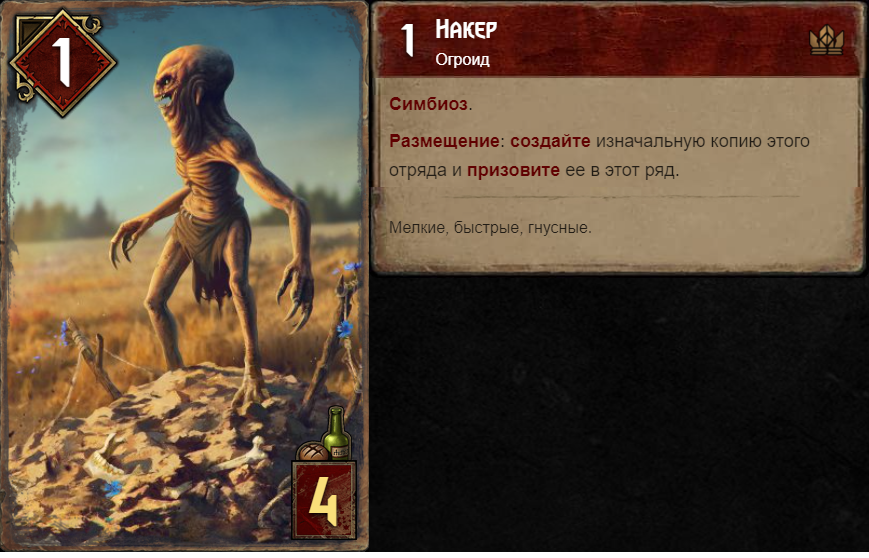 1
1
Накер
Огроид
Симбиоз.
Размещение: создайте изначальную копию этого
отряда и призовите ее в этот ряд.
Мелкие, быстрые, гнусные.
4